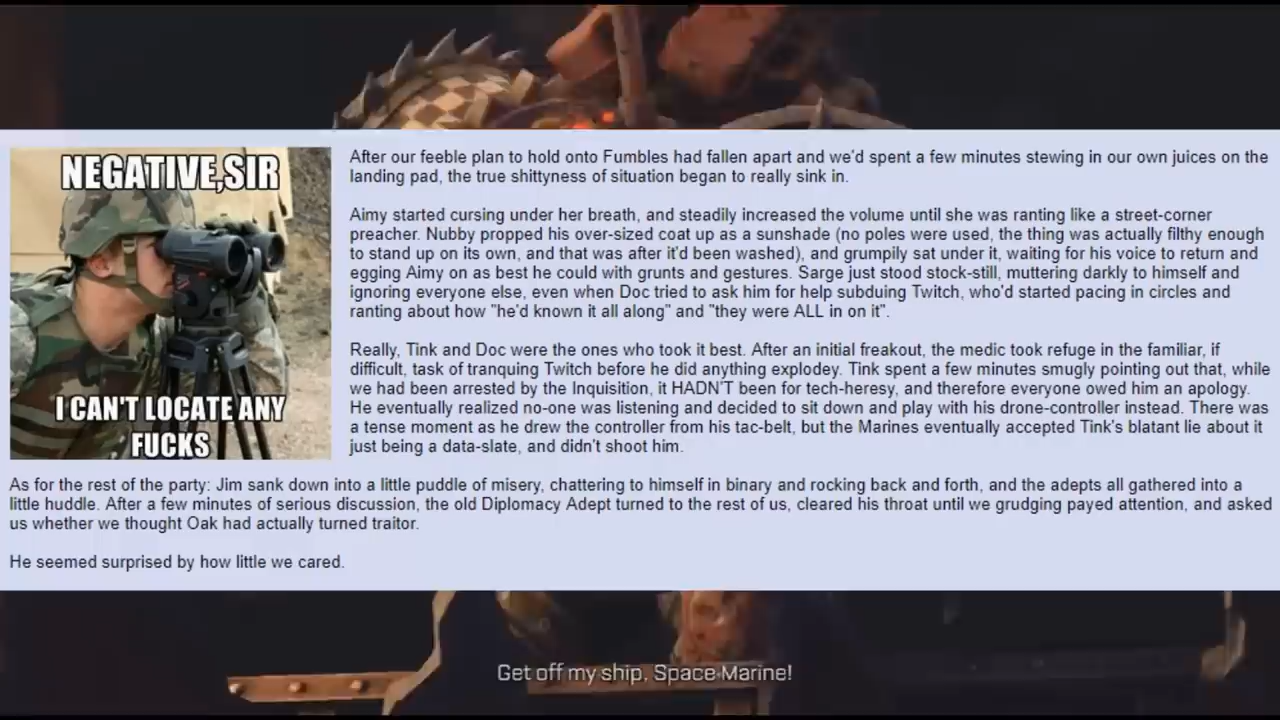 NEGATIVE,SIR
I CAN'T LOCATE ANY
FUCKS
After our feeble plan to hold onto Fumbles had fallen apart and we'd spent a few minutes stewing in our own juices on the
landing pad, the true shittyness of situation began to really sink in.
Aimy started cursing under her breath, and steadily increased the volume until she was ranting like a street-corner
preacher. Nubby propped his over-sized coat up as a sunshade (no poles were used, the thing was actually filthy enough
to stand up on its own, and that was after it'd been washed), and grumpily sat under it, waiting for his voice to return and
egging Aimy on as best he could with grunts and gestures. Sarge just stood stock-still, muttering darkly to himself and
ignoring everyone else, even when Doc tried to ask him for help subduing Twitch, who'd started pacing in circles and
ranting about how "he'd known it all along" and "they were ALL in on it".
Really, Tink and Doc were the ones who took it best. After an initial freakout, the medic took refuge in the familiar, if
difficult, task of tranquing Twitch before he did anything explodey. Tink spent a few minutes smugly pointing out that, while
we had been arrested by the Inquisition, it HADN'T been for tech-heresy, and therefore everyone owed him an apology.
He eventually realized no-one was listening and decided to sit down and play with his drone-controller instead. There was
a tense moment as he drew the controller from his tac-belt, but the Marines eventually accepted Tink's blatant lie about it
just being a data-slate, and didn't shoot him.
As for the rest of the party: Jim sank down into a little puddle of misery, chattering to himself in binary and rocking back and forth, and the adepts all gathered into a
little huddle. After a few minutes of serious discussion, the old Diplomacy Adept turned to the rest of us, cleared his throat until we grudging payed attention, and asked
us whether we thought Oak had actually turned traitor.
He seemed surprised by how little we cared.
Get off my ship, Space Marine!